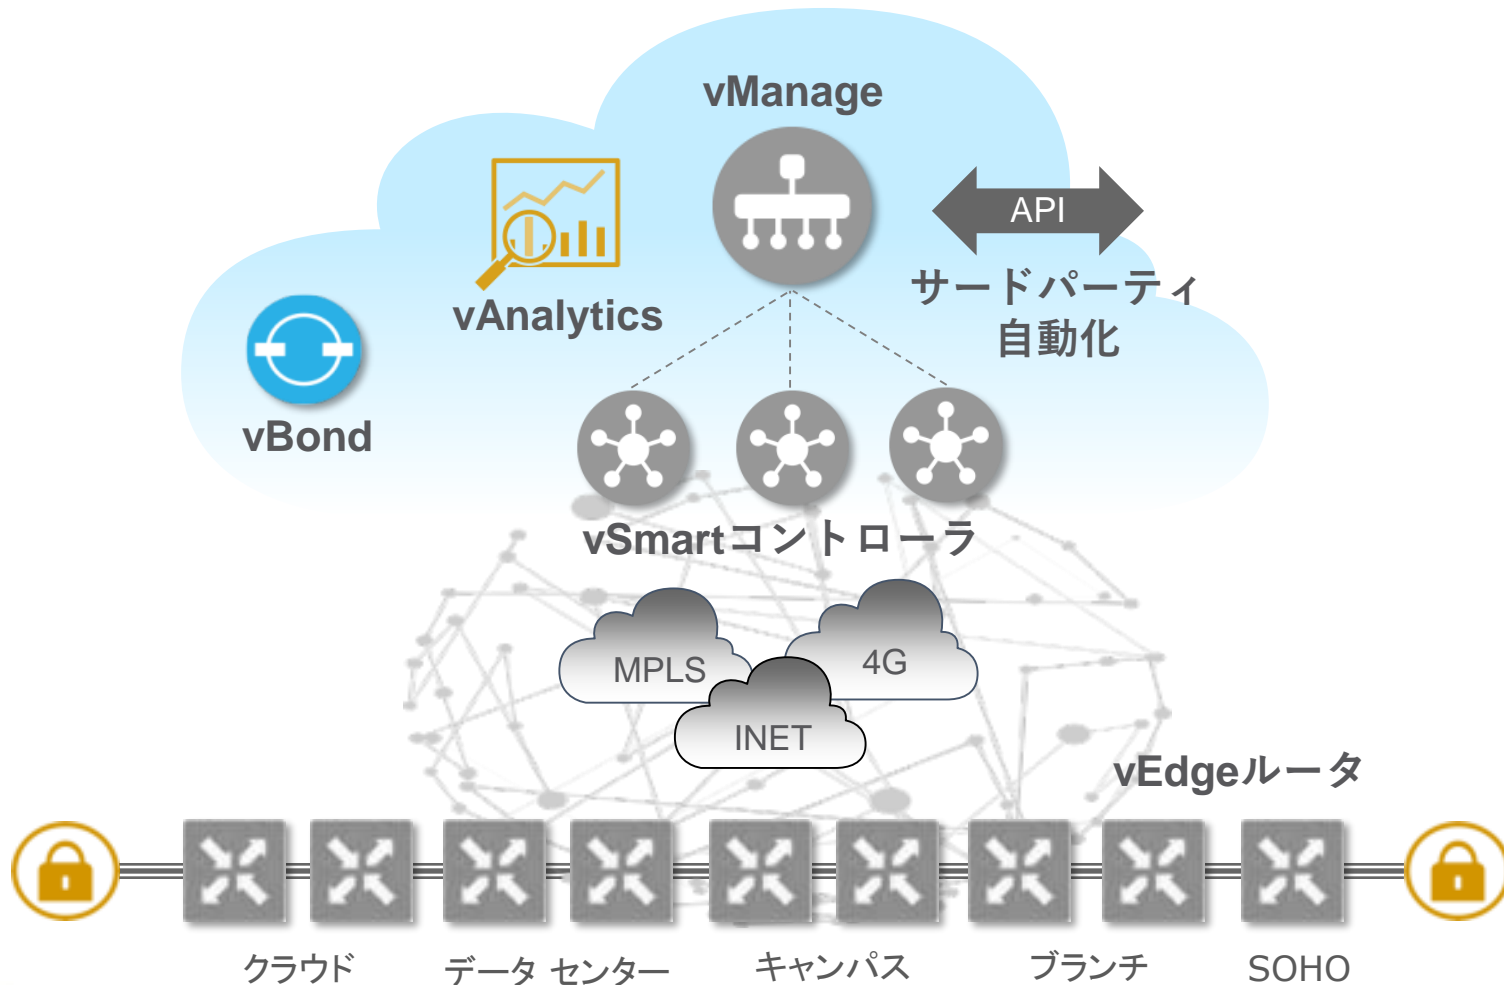 vManage
API
サードパーティ
自動化
vAnalytics
vBond
vSmartコントローラ
MPLS
4G
INET
vEdgeルータ
クラウド
データ センター
キャンパス
ブランチ
SOHO